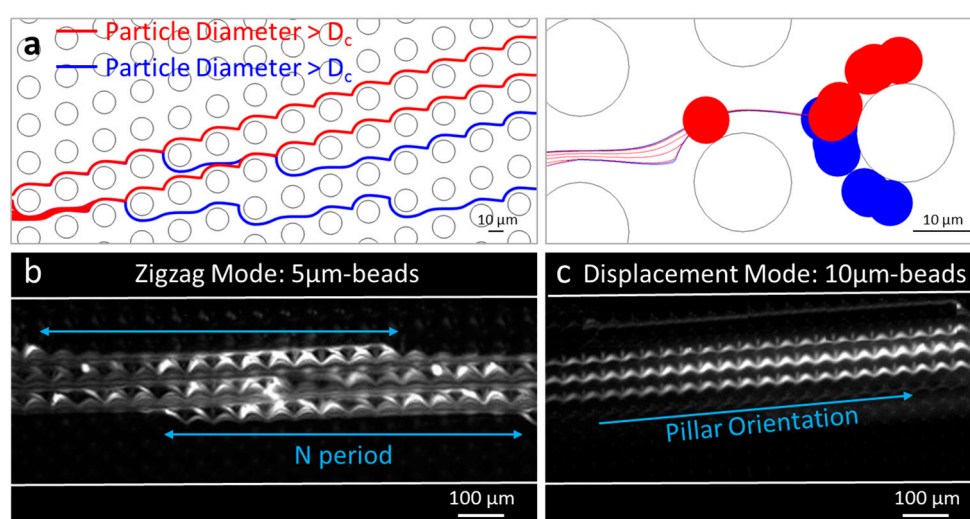 a
Particle Diameter > Dc
Particle Diameter > Dc
10 µm
10 µm
b
Zigzag Mode: 5µm-beads
N period
100 µm
c
Displacement Mode: 10µm-beads
Pillar Orientation
100 µm